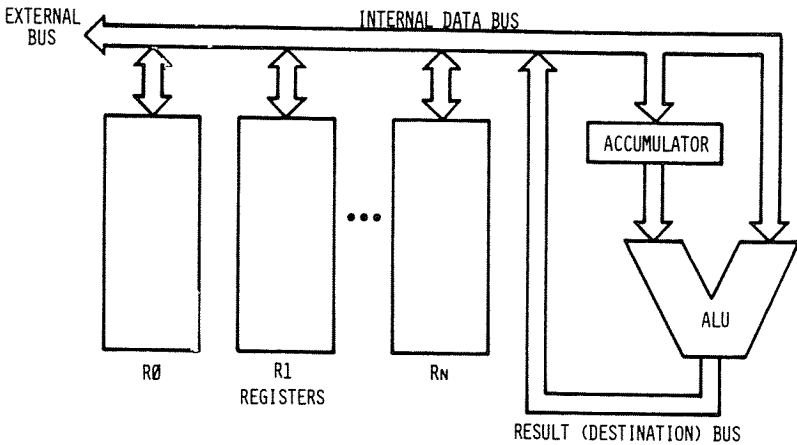 EXTERNAL
BUS
INTERNAL DATA BUS
ACCUMULATOR
ALU
•••
RØ
R1
RN
REGISTERS
RESULT (DESTINATION) BUS